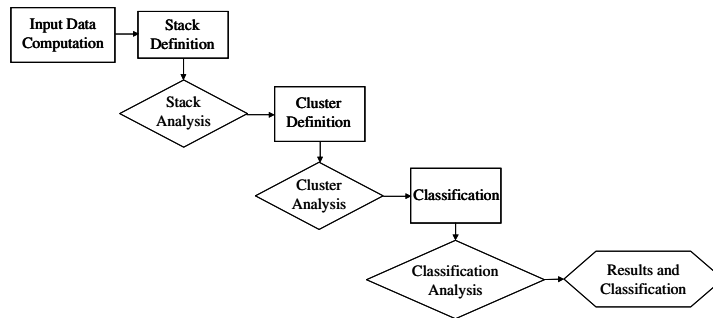 Input Data
Computation
Stack
Definition
Stack
Analysis
Cluster
Definition
Cluster
Analysis
Classification
Classification
Analysis
Results and
Classification